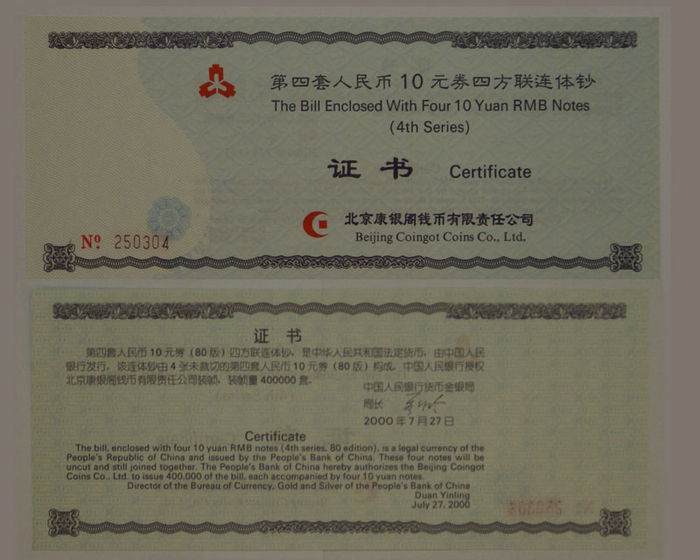 第四套人民币 10 元券四方联连体钞
The Bill Enclosed With Four 10 Yuan RMB Notes
(4th Series)
证 书 Certificate
北京康银阁钱币有限责任公司
Beijing Coingot Coins Co., Ltd.
Nº 250304
证 书
第四套人民币 10 元券（80 版）四方联连体钞，是中华人民共和国法定货币，由中国人民
银行发行，该连体钞由 4 张未裁切的第四套人民币 10 元券（80 版）构成，中国人民银行授权
北京康银阁钱币有限责任公司装帧，装帧量 400000 套。
中国人民银行货币金银局
局长
2000 年 7 月 27 日
Certificate
The bill, enclosed with four 10 yuan RMB notes (4th series, 80 edition), is a legal currency of the
People's Republic of China and issued by the People's Bank of China. These four notes will be
uncut and still joined together. The People's Bank of China hereby authorizes the Beijing Coingot
Coins Co., Ltd. to issue 400,000 of the bill, each accompanied by four 10 yuan notes.
Director of the Bureau of Currency, Gold and Silver of the People's Bank of China
Duan Yinling
July 27, 2000